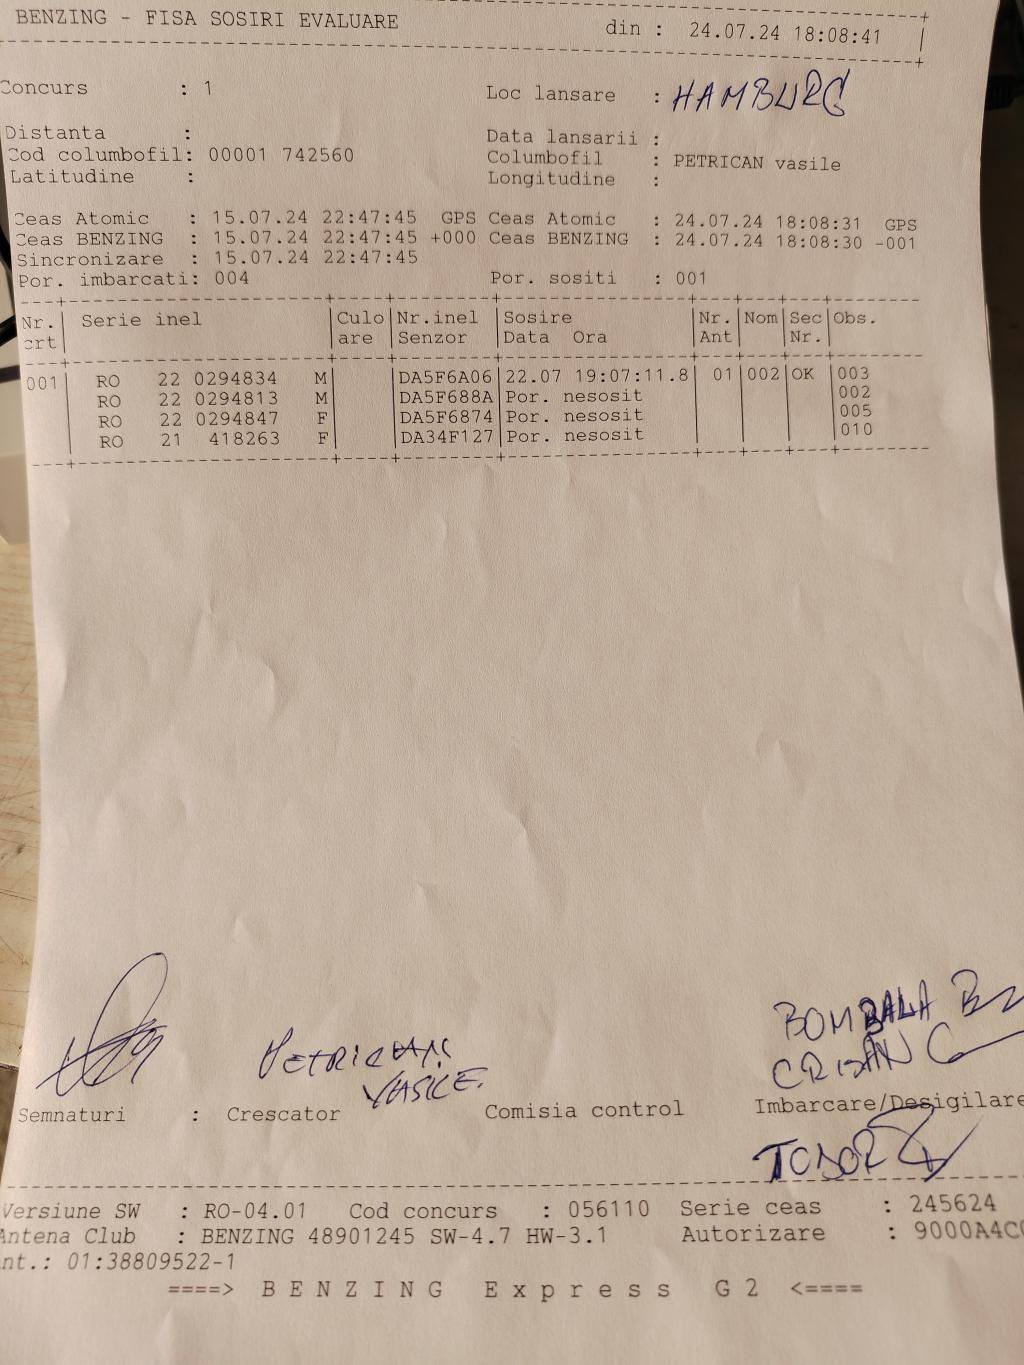 BENZING - FISA SOSIRI EVALUARE din : 24.07.24 18:08:41
Concurs : 1 Loc lansare : HAMBURG
Distanta : Data lansarii :
Cod columbofil: 00001 742560 Columbofil : PETRICAN vasile
Latitudine : Longitudine :
Ceas Atomic : 15.07.24 22:47:45 GPS Ceas Atomic : 24.07.24 18:08:31 GPS
Ceas BENZING : 15.07.24 22:47:45 +000 Ceas BENZING : 24.07.24 18:08:30 -001
Sincronizare : 15.07.24 22:47:45
Por. imbarcati: 004 Por. sositi : 001
Nr. Serie inel Culo Nr.inel Sosire Nr. Nom Sec Obs.
crt are Senzor Data Ora Ant Nr.
001 RO 22 0294834 M DA5F6A06 22.07 19:07:11.8 01 002 OK 003
RO 22 0294813 M DA5F688A Por. nesosit 002
RO 22 0294847 F DA5F6874 Por. nesosit 005
RO 21 418263 F DA34F127 Por. nesosit 010
BOMBALA
PETRICAN CRISAN
VASILE
Semnaturi : Crescator Comisia control Imbarcare/Desigilare
TODOR
Versiune SW : RO-04.01 Cod concurs : 056110 Serie ceas : 245624
Antena Club : BENZING 48901245 SW-4.7 HW-3.1 Autorizare : 9000A4C0
nt.: 01:38809522-1
====> BENZING Express G2 <====